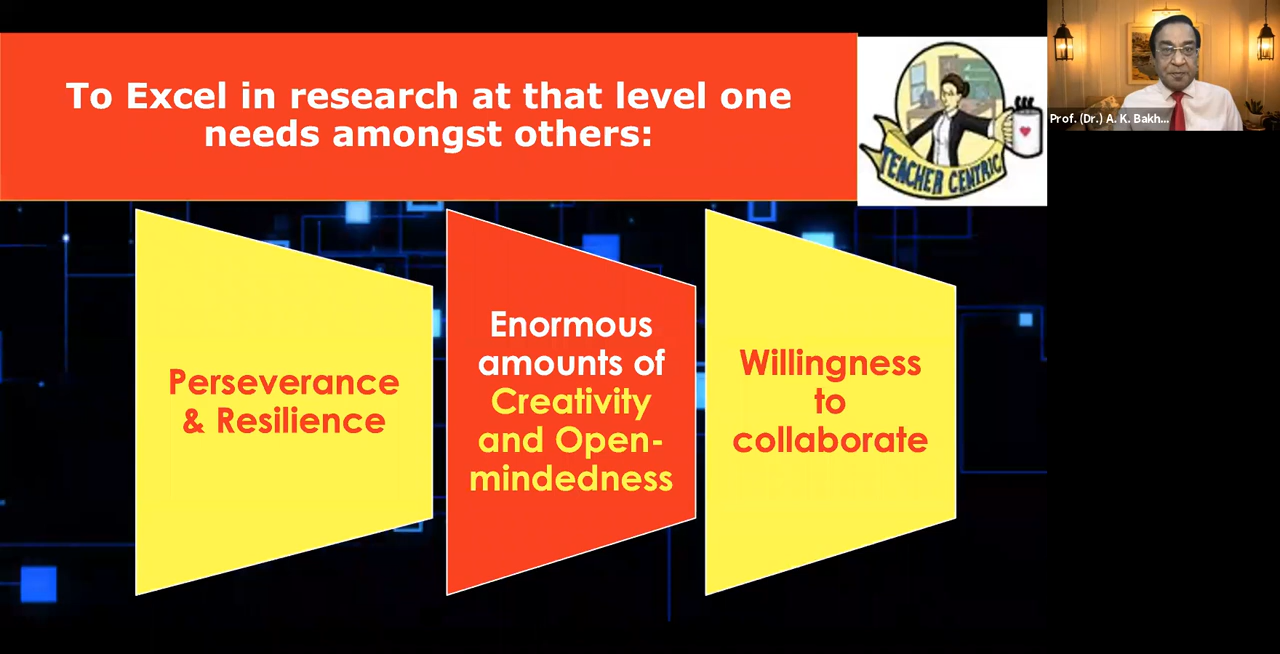 To Excel in research at that level one
needs amongst others:
TEACHER CENTRIC
Prof. (Dr.) A. K. Bakh...
Perseverance
& Resilience
Enormous
amounts of
Creativity
and Open-
mindedness
Willingness
to
collaborate